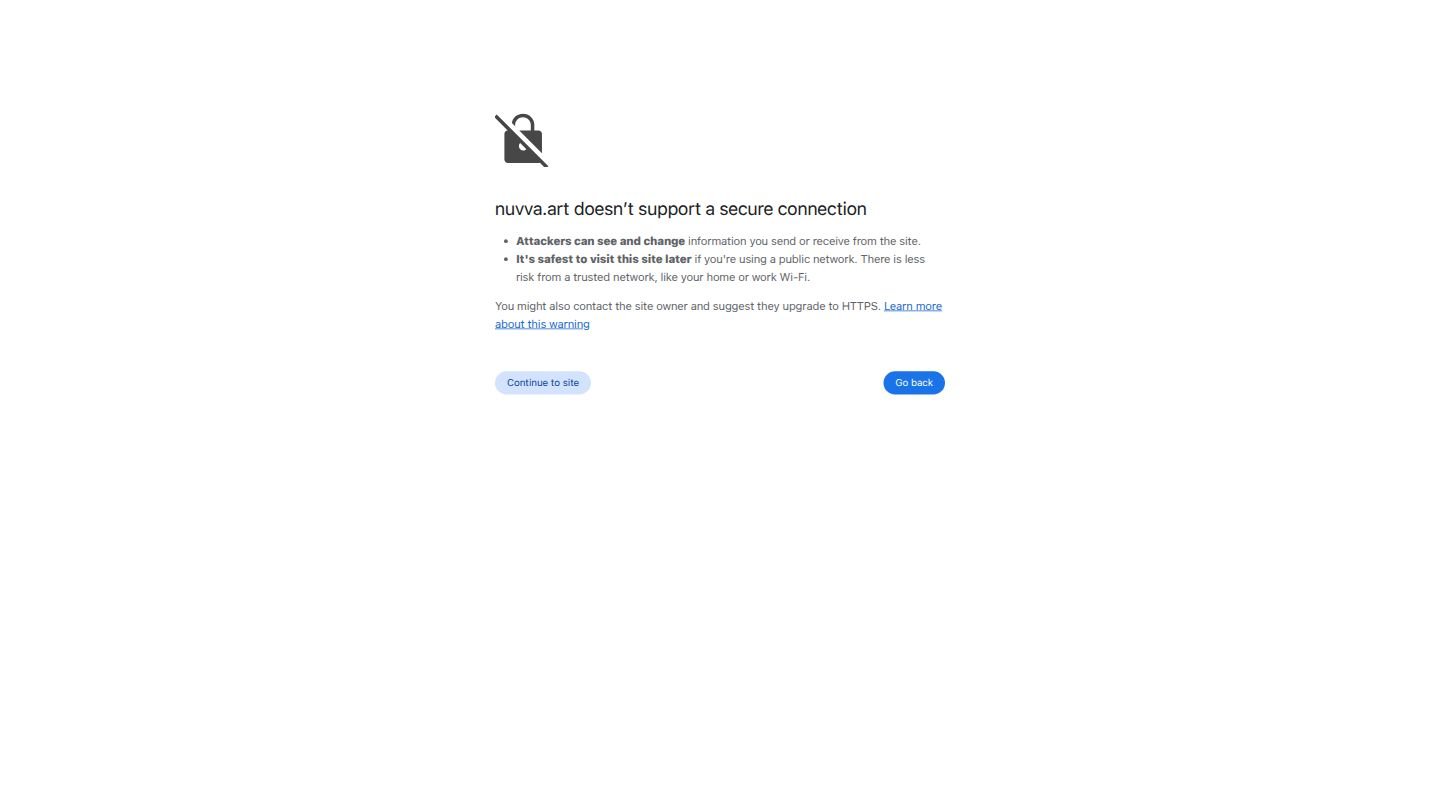 nuvva.art doesn’t support a secure connection
• Attackers can see and change information you send or receive from the site.
• It's safest to visit this site later if you're using a public network. There is less
risk from a trusted network, like your home or work Wi-Fi.
You might also contact the site owner and suggest they upgrade to HTTPS. Learn more
about this warning
Continue to site
Go back